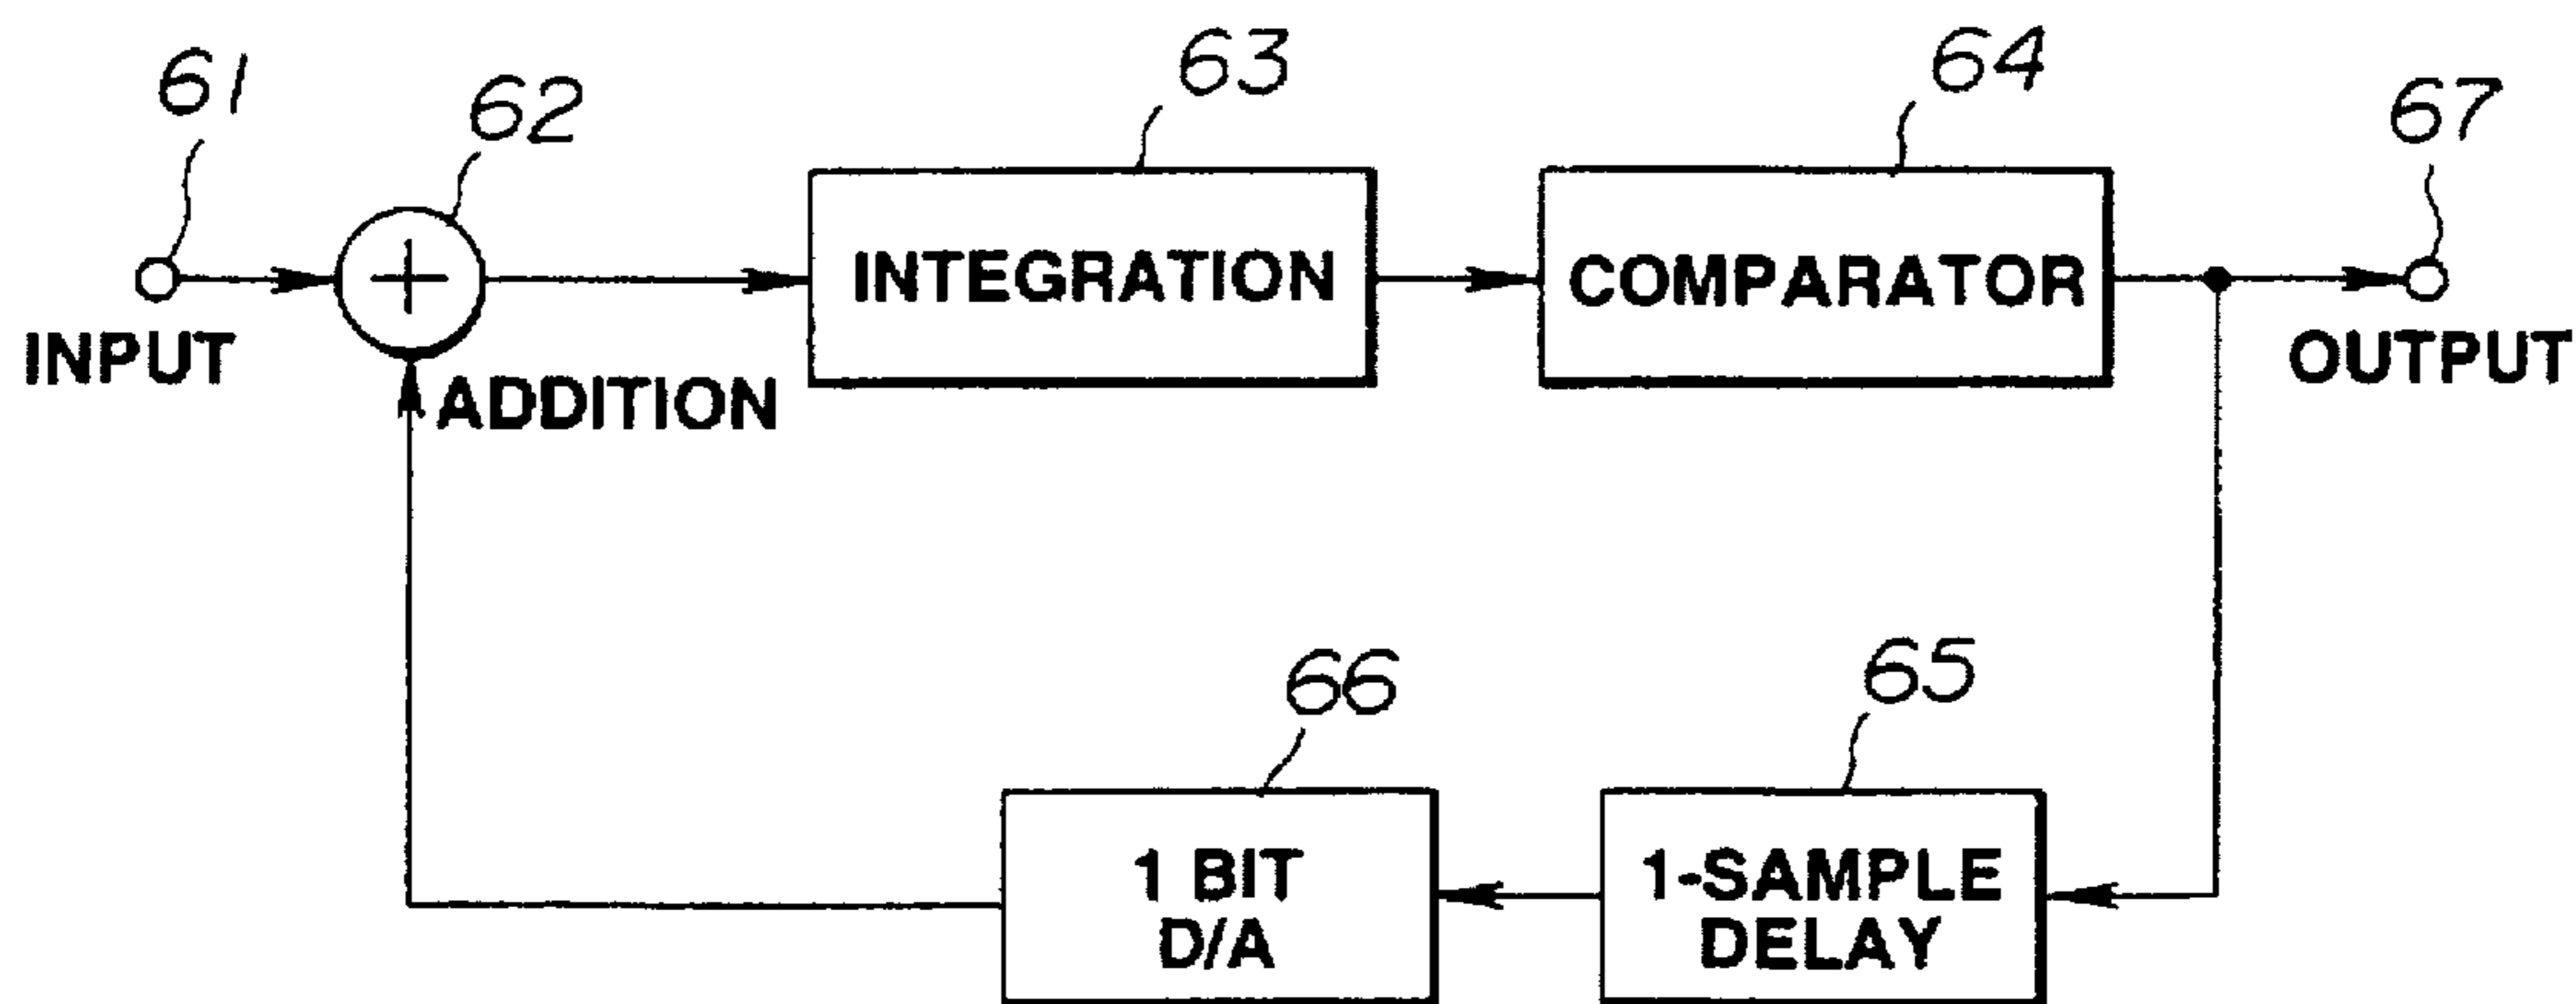 61
62
63
64
67
INPUT
ADDITION
INTEGRATION
COMPARATOR
OUTPUT
66
65
1 BIT
D/A
1-SAMPLE
DELAY